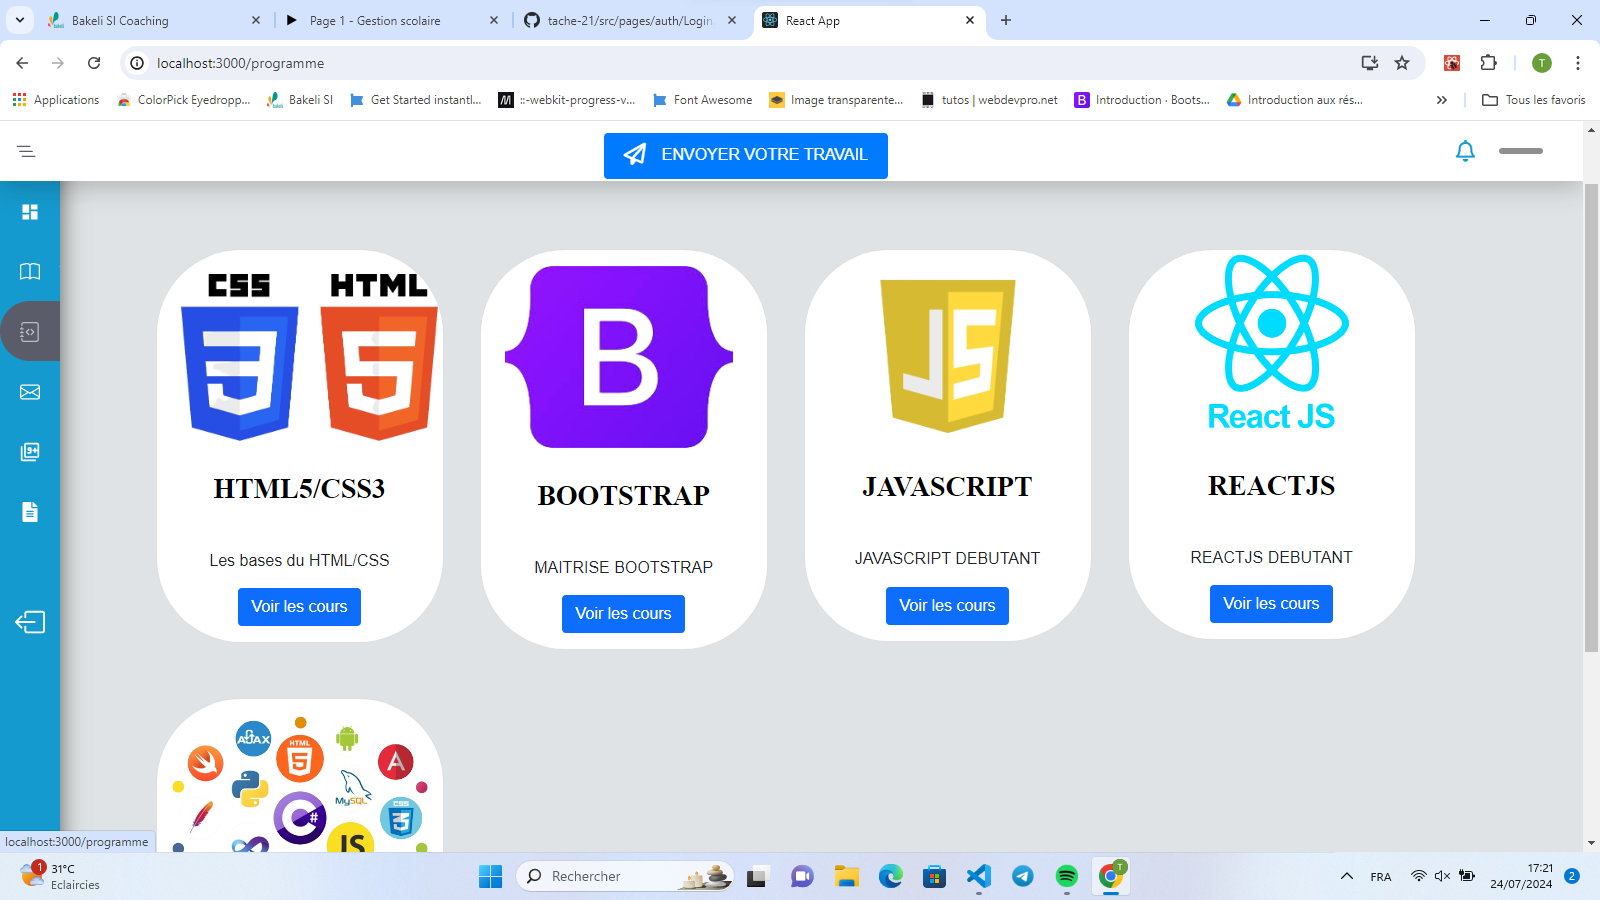 Bakeli SI Coaching
Page 1 - Gestion scolaire
tache-21/src/pages/auth/Login
React App
localhost:3000/programme
T
Applications
ColorPick Eyedropp...
Bakeli SI
Get Started instantl...
M
::-webkit-progress-v...
Font Awesome
Image transparente...
tutos | webdevpro.net
B
Introduction · Boots...
Introduction aux rés...
Tous les favoris
ENVOYER VOTRE TRAVAIL
9+
CSS HTML
3 5
HTML5/CSS3
Les bases du HTML/CSS
Voir les cours
B
BOOTSTRAP
MAITRISE BOOTSTRAP
Voir les cours
JS
JAVASCRIPT
JAVASCRIPT DEBUTANT
Voir les cours
React JS
REACTJS
REACTJS DEBUTANT
Voir les cours
AJAX
HTML
5
A
MySQL
C#
CSS
3
JS
localhost:3000/programme
1
31°C
Eclaircies
Rechercher
T
FRA
17:21
24/07/2024
2